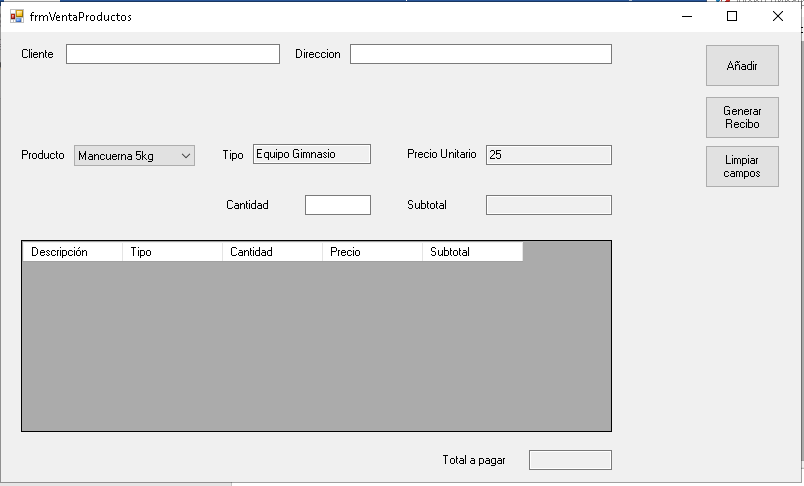 frmVentaProductos
Cliente
Direccion
Añadir
Generar
Recibo
Producto
Mancuerna 5kg
Tipo
Equipo Gimnasio
Precio Unitario
25
Limpiar
campos
Cantidad
Subtotal
Descripción Tipo Cantidad Precio Subtotal
Total a pagar